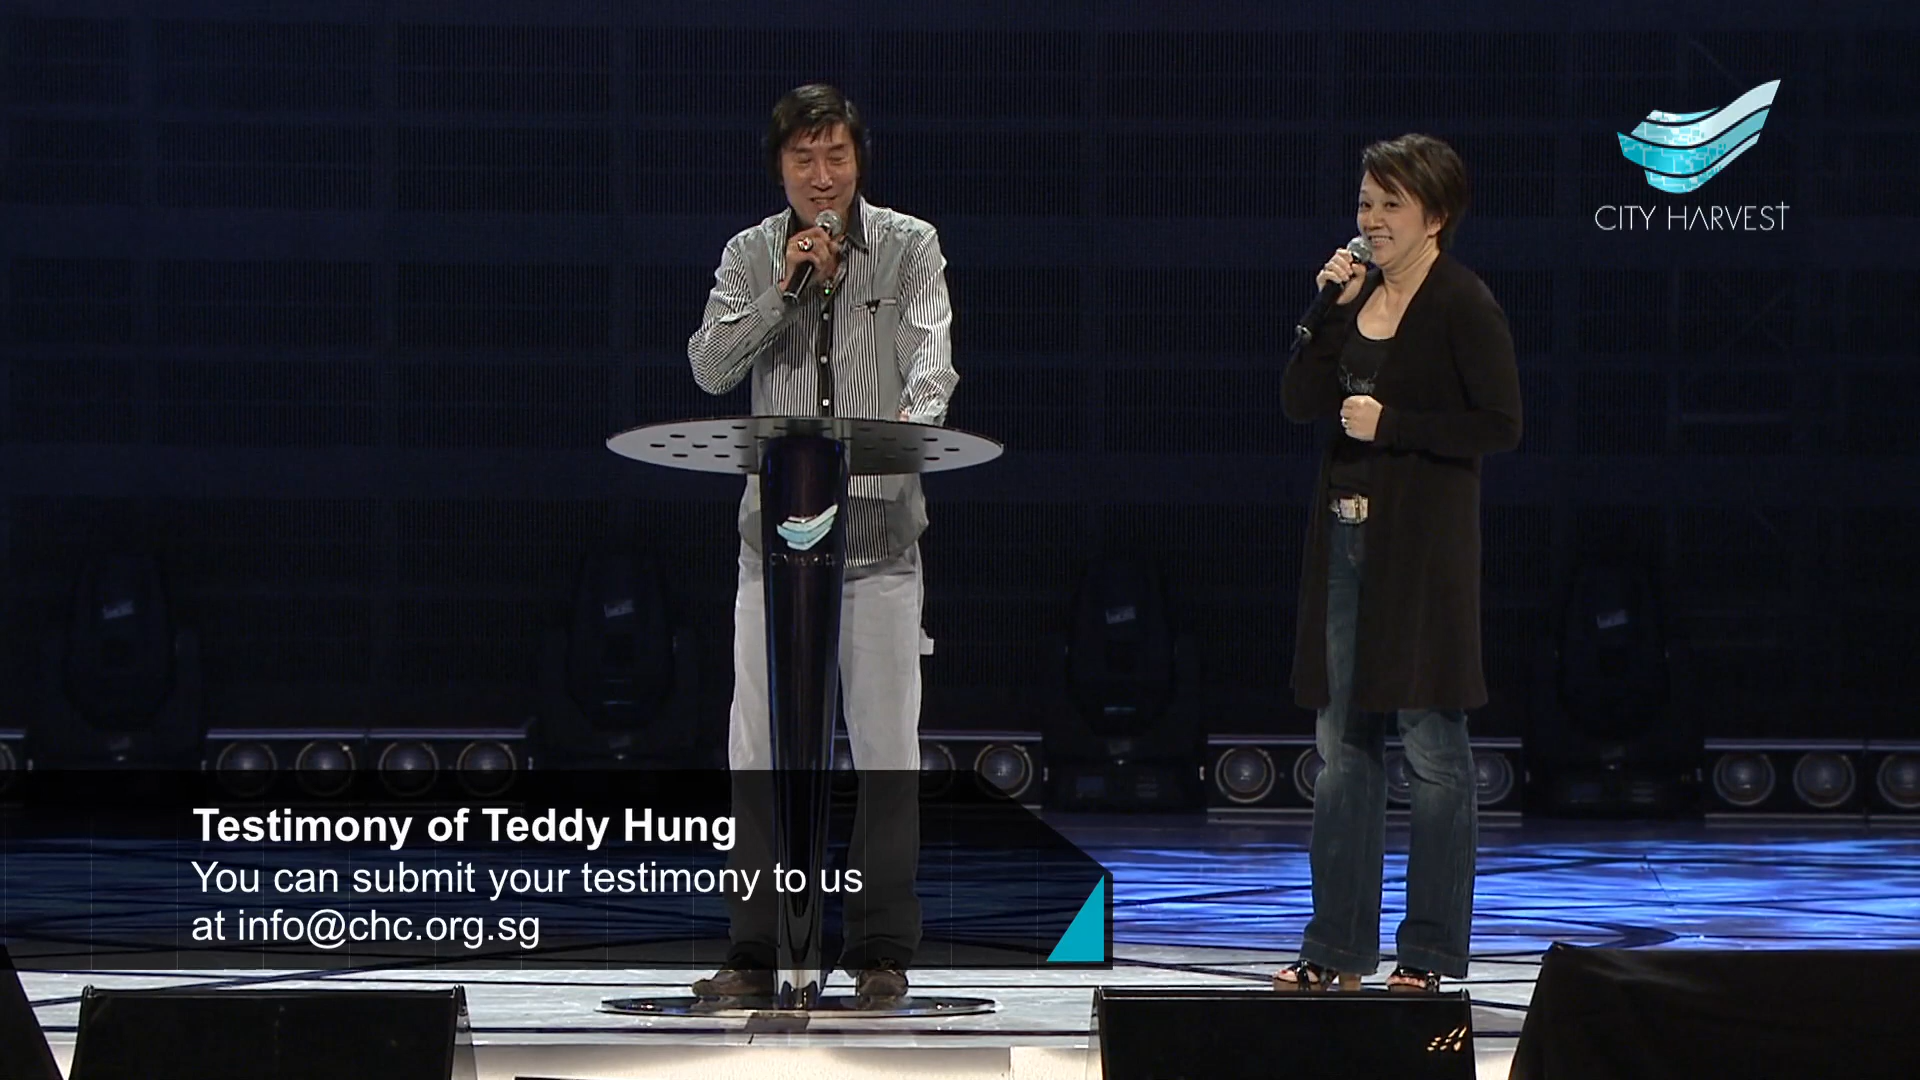 CITY HARVEST
Testimony of Teddy Hung
You can submit your testimony to us
at info@chc.org.sg